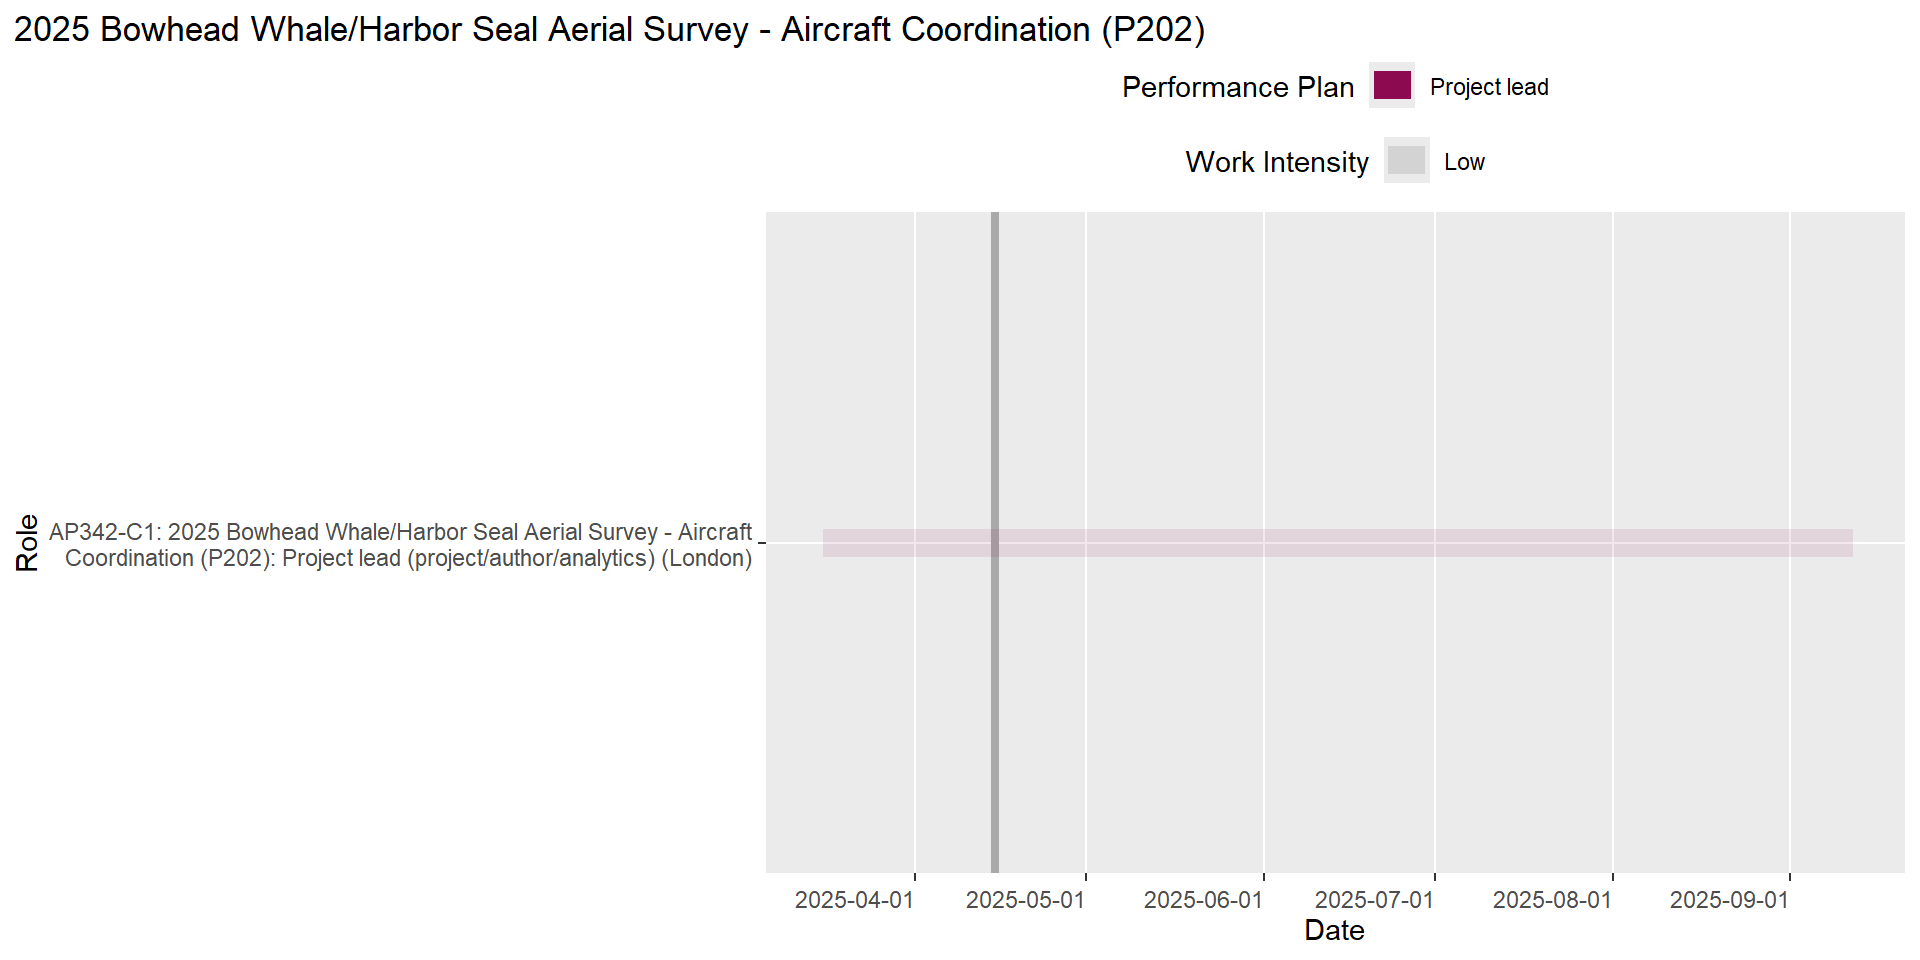 2025 Bowhead Whale/Harbor Seal Aerial Survey - Aircraft Coordination (P202)
Performance Plan
Project lead
Work Intensity
Low
Role
AP342-C1: 2025 Bowhead Whale/Harbor Seal Aerial Survey - Aircraft
Coordination (P202): Project lead (project/author/analytics) (London)
2025-04-01
2025-05-01
2025-06-01
2025-07-01
2025-08-01
2025-09-01
Date